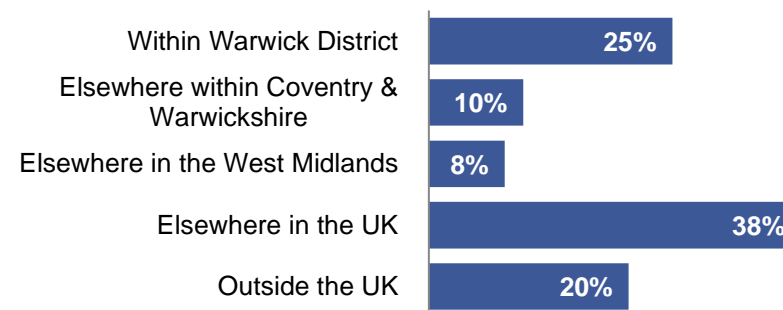 Within Warwick District
25%
Elsewhere within Coventry &
Warwickshire
10%
Elsewhere in the West Midlands
8%
Elsewhere in the UK
38%
Outside the UK
20%